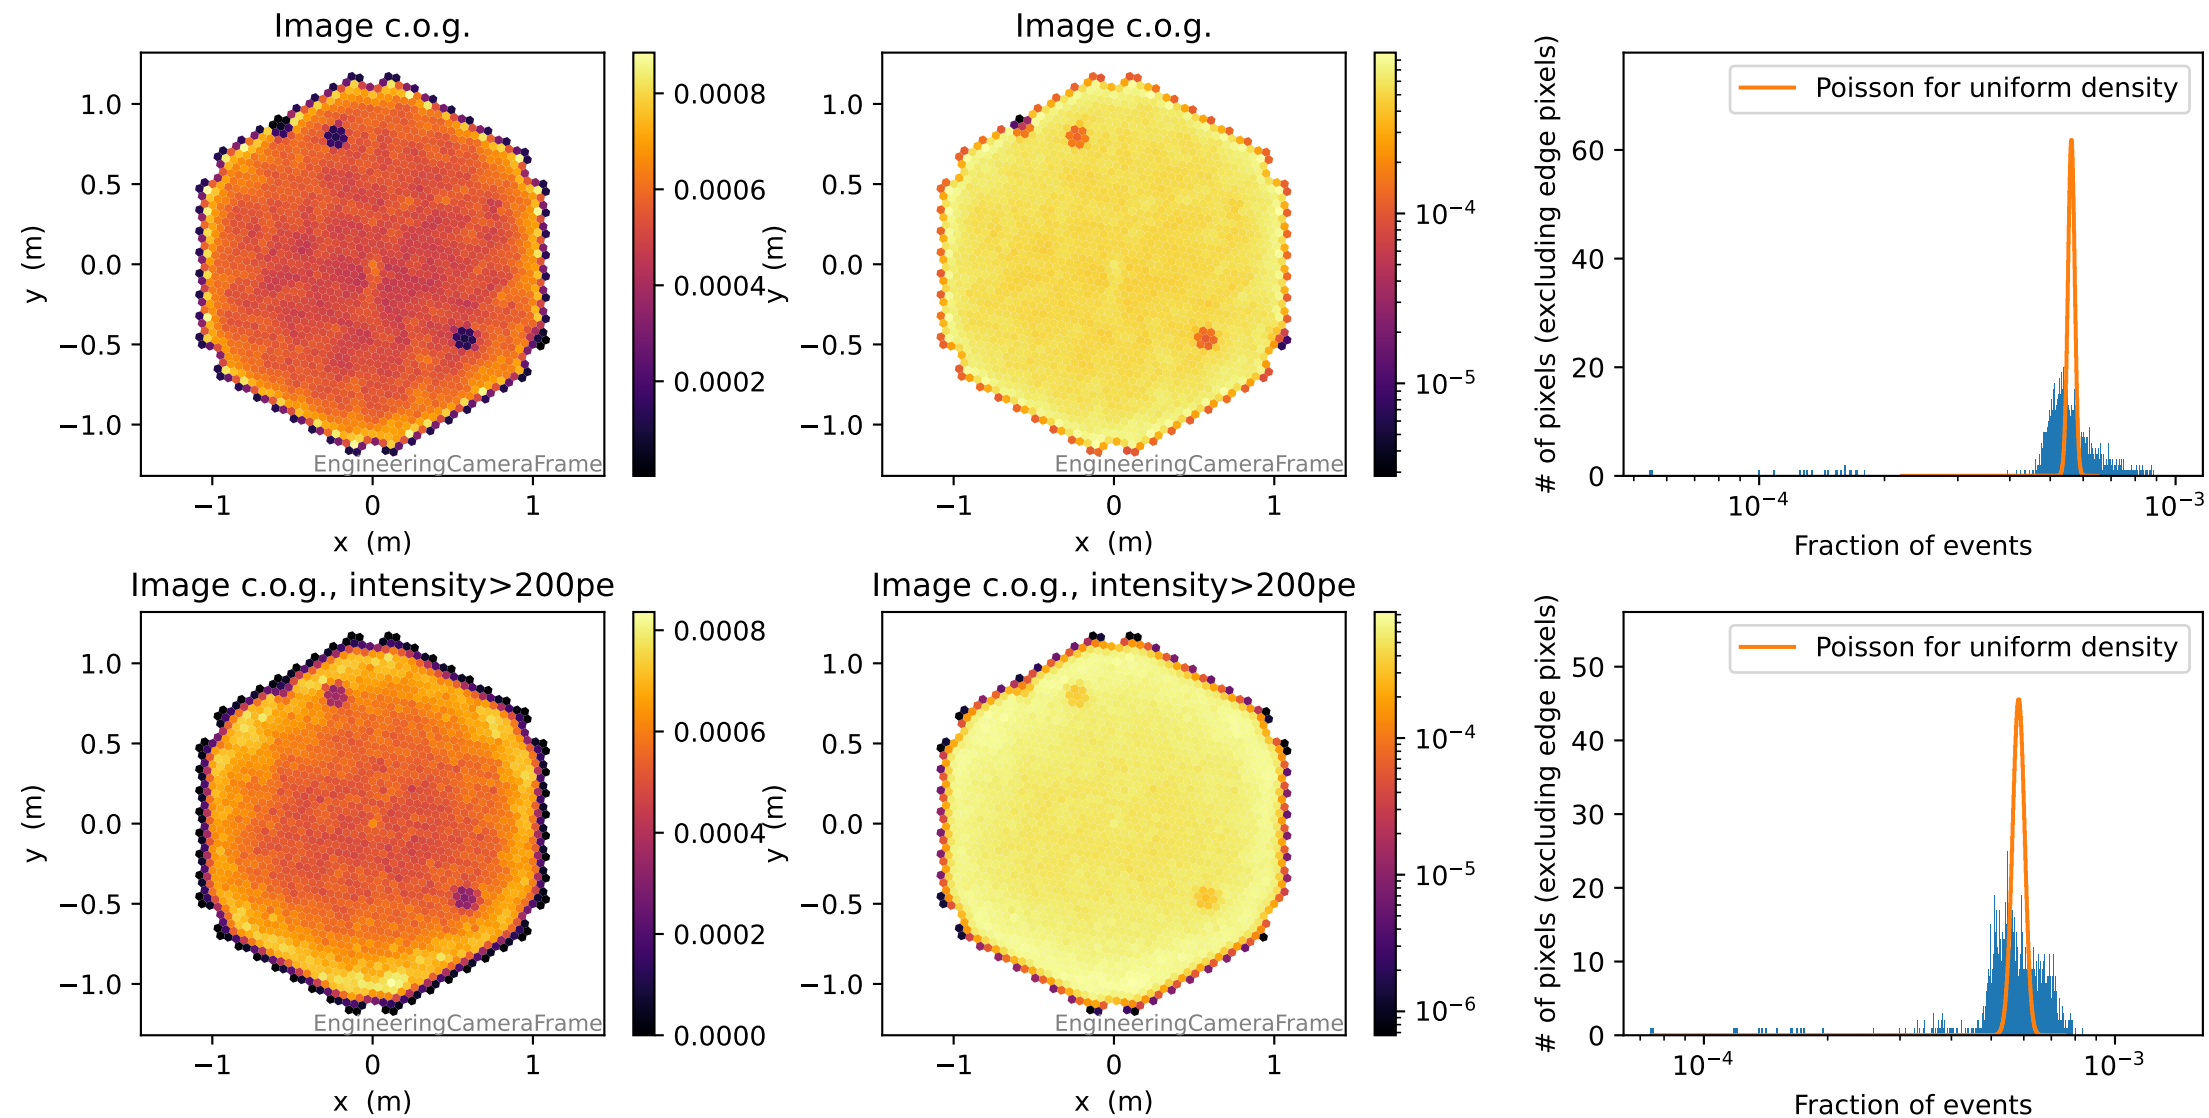 Image c.o.g.
Image c.o.g.
1.0
0.5
0.0
−0.5
−1.0
y (m)
−1
0
1
x (m)
EngineeringCameraFrame
0.0008
0.0006
0.0004
0.0002
1.0
0.5
0.0
−0.5
−1.0
y (m)
−1
0
1
x (m)
EngineeringCameraFrame
10⁻⁴
10⁻⁵
# of pixels (excluding edge pixels)
60
40
20
0
Poisson for uniform density
10⁻⁴
10⁻³
Fraction of events
Image c.o.g., intensity>200pe
Image c.o.g., intensity>200pe
1.0
0.5
0.0
−0.5
−1.0
y (m)
−1
0
1
x (m)
EngineeringCameraFrame
0.0008
0.0006
0.0004
0.0002
0.0000
1.0
0.5
0.0
−0.5
−1.0
y (m)
−1
0
1
x (m)
EngineeringCameraFrame
10⁻⁴
10⁻⁵
10⁻⁶
# of pixels (excluding edge pixels)
50
40
30
20
10
0
Poisson for uniform density
10⁻⁴
10⁻³
Fraction of events